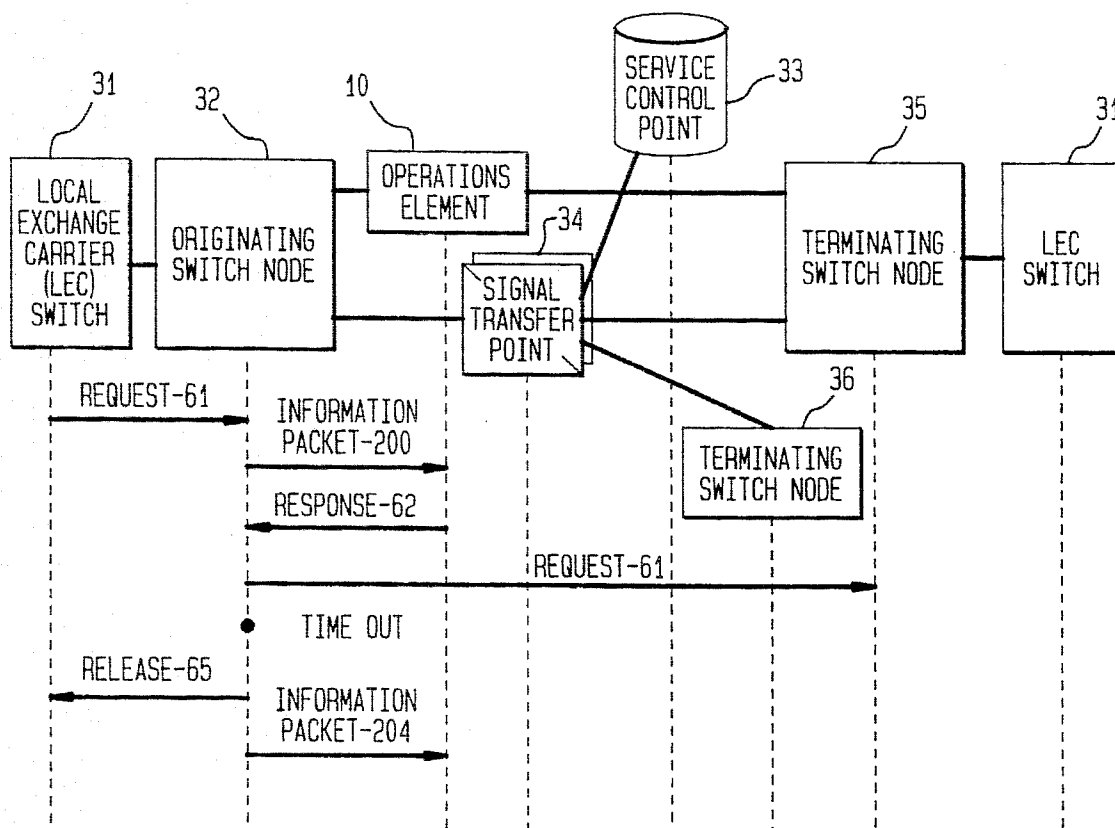 31
32
10
33
35
31
LOCAL
EXCHANGE
CARRIER
(LEC)
SWITCH
ORIGINATING
SWITCH NODE
OPERATIONS
ELEMENT
SERVICE
CONTROL
POINT
34
SIGNAL
TRANSFER
POINT
TERMINATING
SWITCH NODE
LEC
SWITCH
36
TERMINATING
SWITCH NODE
REQUEST-61
INFORMATION
PACKET-200
RESPONSE-62
REQUEST-61
TIME OUT
RELEASE-65
INFORMATION
PACKET-204